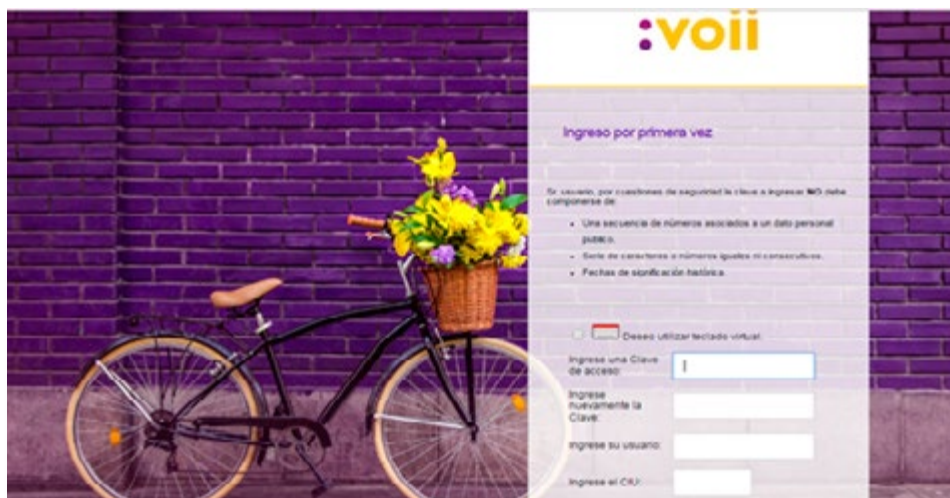 :voii
Ingreso por primera vez
Sr. usuario, por cuestiones de seguridad la clave a ingresar NO debe
componerse de:
Una secuencia de números asociados a un dato personal
público.
Serie de caracteres o números iguales ni consecutivos.
Fechas de significación histórica.
Deseo utilizar teclado virtual.
Ingrese una Clave
de acceso:
Ingrese
nuevamente la
Clave:
Ingrese su usuario:
Ingrese el CIU: